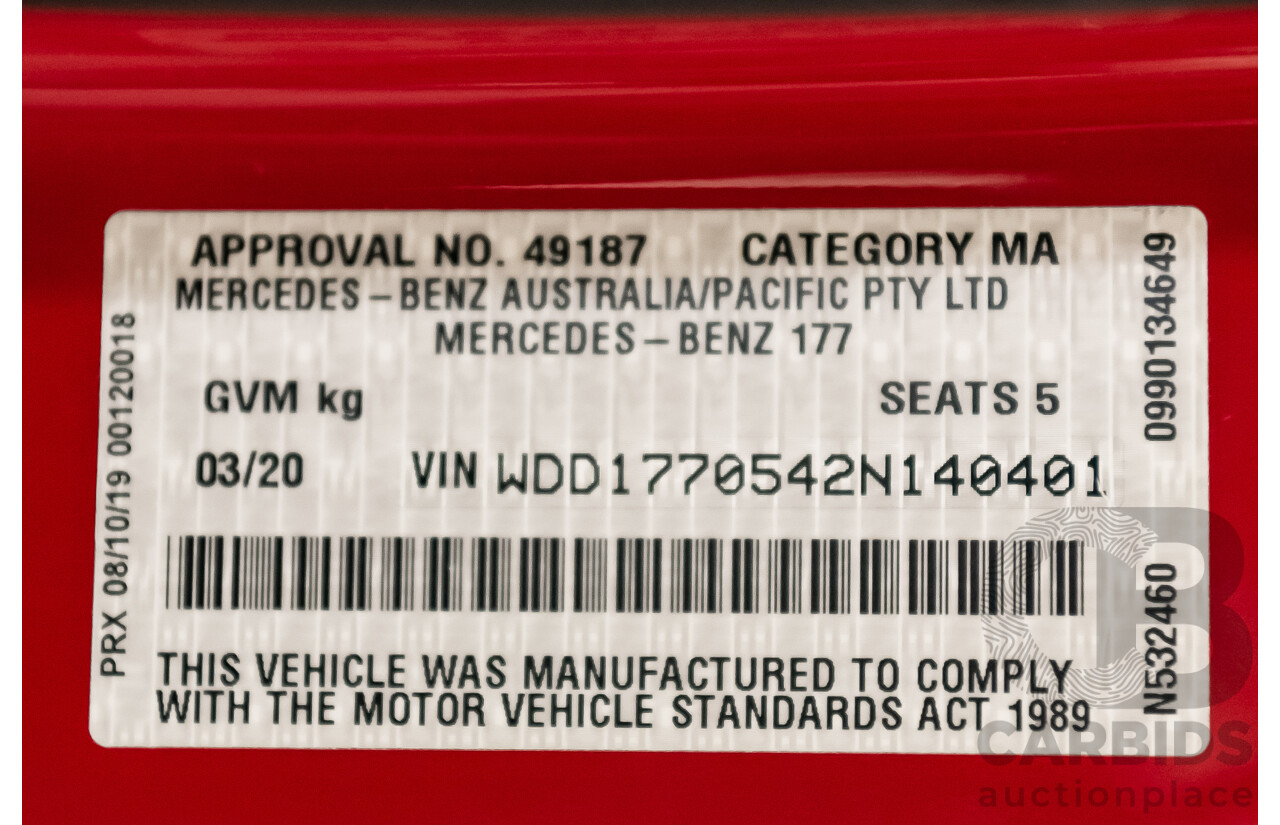 APPROVAL NO. 49187 CATEGORY MA
MERCEDES-BENZ AUSTRALIA/PACIFIC PTY LTD
MERCEDES-BENZ 177
GVM kg SEATS 5
03/20 VIN WDD1770542N140401
THIS VEHICLE WAS MANUFACTURED TO COMPLY
WITH THE MOTOR VEHICLE STANDARDS ACT 1989
PRX 08/10/19 00120018
0990134649
N532460
CARBIDS
auctionplace